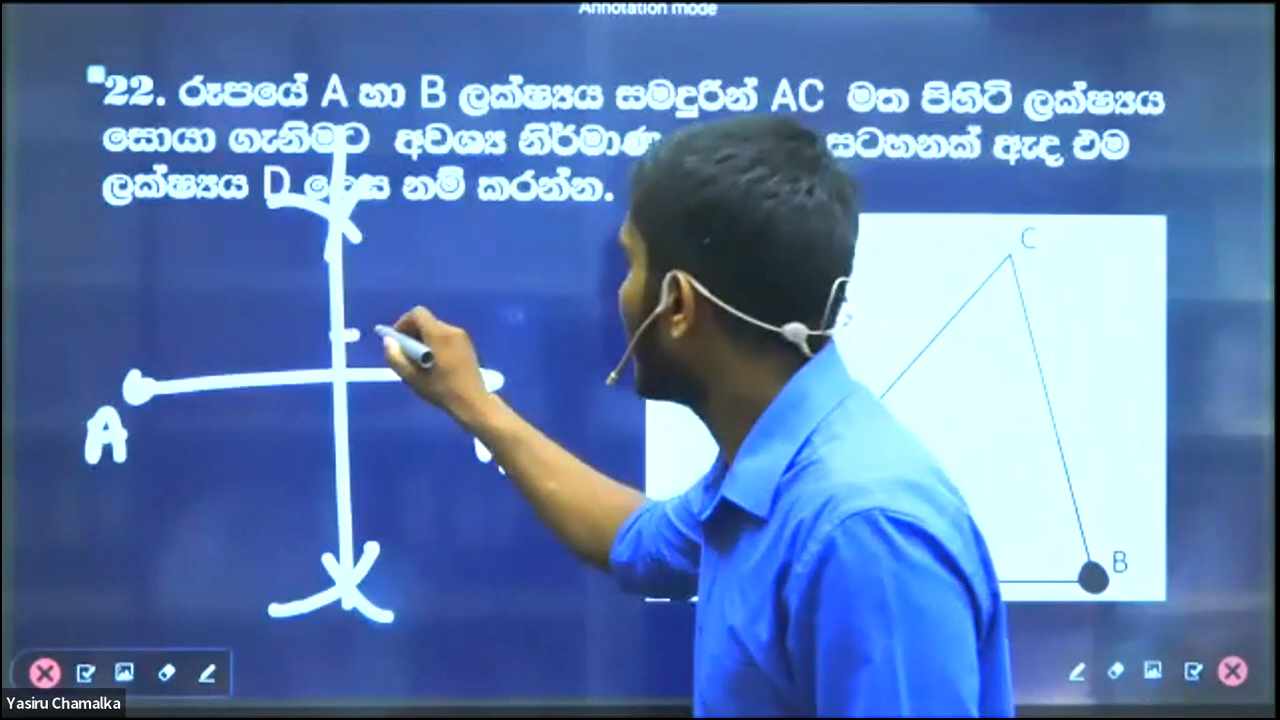 Annotation mode
22. රූපයේ A හා B ලක්ෂ්‍යය සමදුරින් AC මත පිහිටි ලක්ෂ්‍යය
සොයා ගැනිමට අවශ්‍ය නිර්මාණ සටහනක් ඇඳ එම
ලක්ෂ්‍යය D ලෙස නම් කරන්න.
C
A
B
Yasiru Chamalka